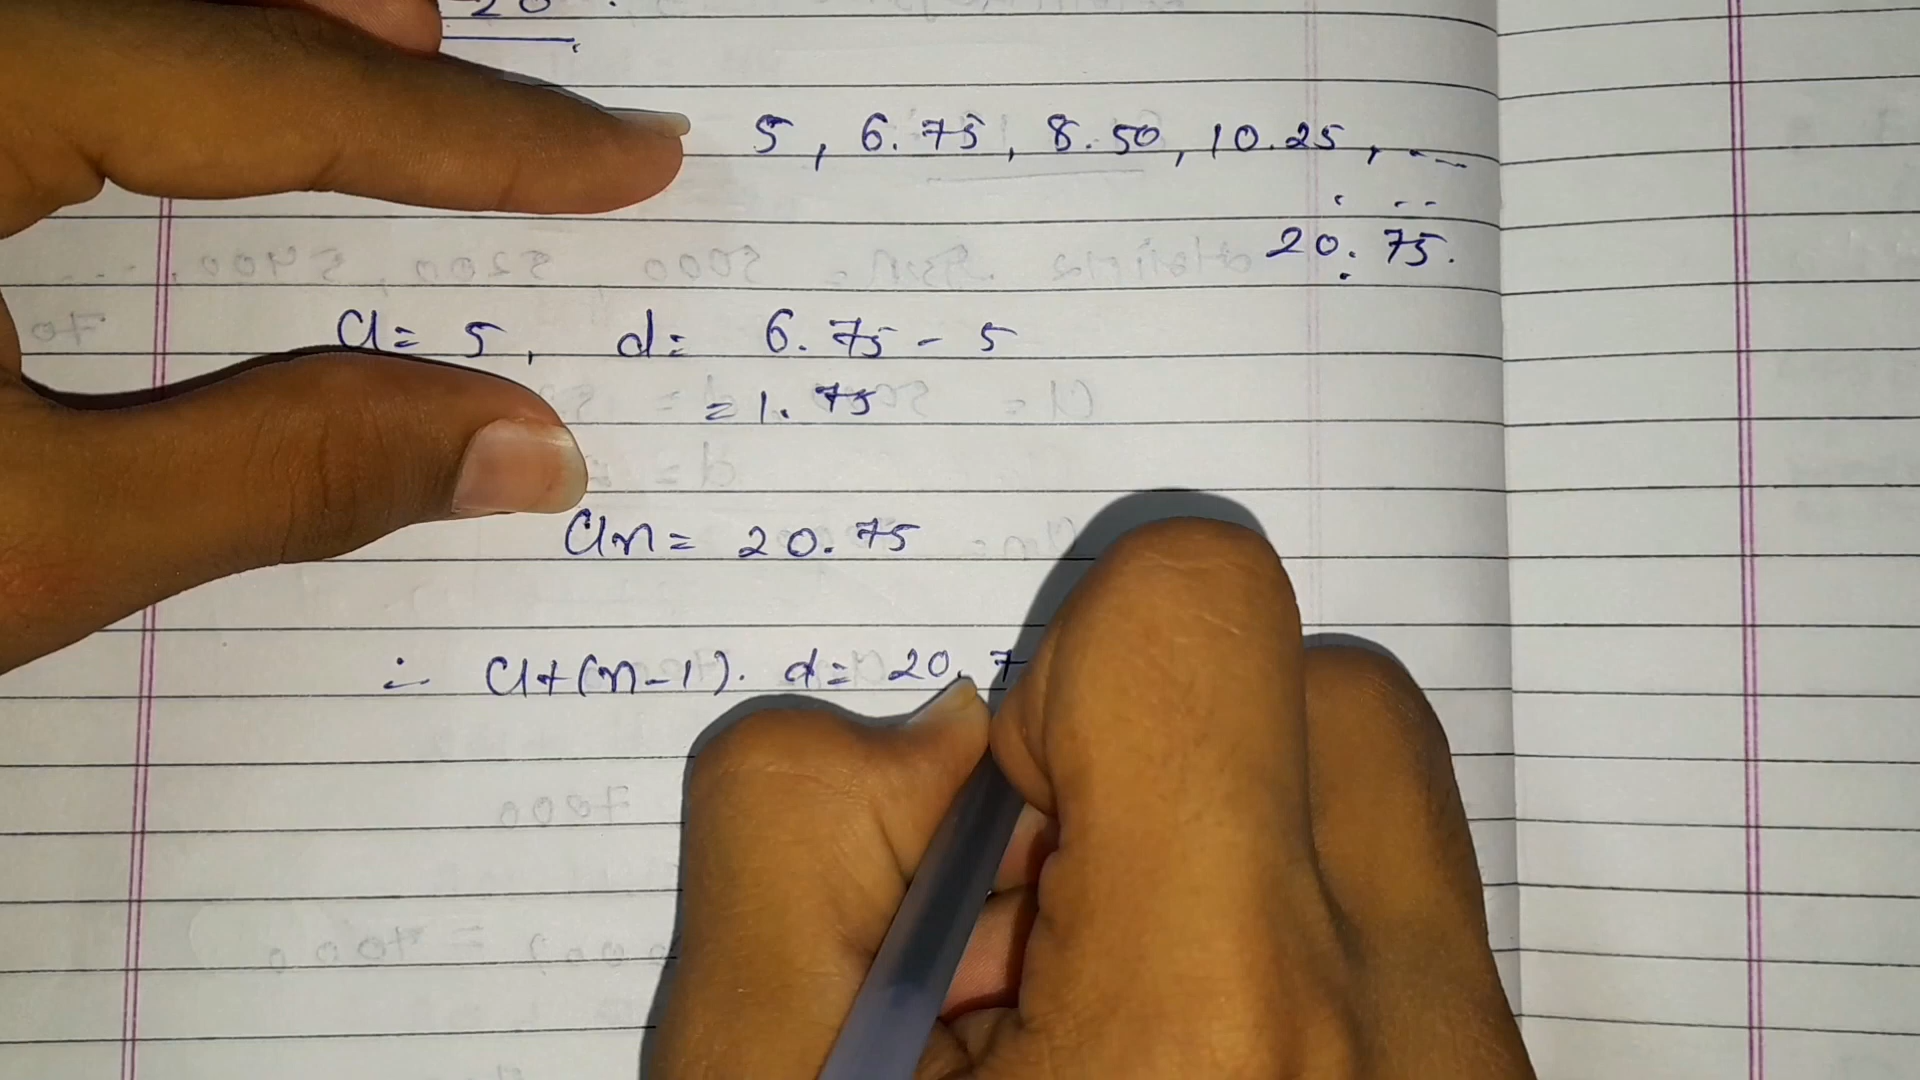 20.
5, 6.75, 8.50, 10.25, ---
. ..
20.75.
a= 5, d= 6.75 - 5
= 1.75
an= 20.75
∴ a+(n-1). d= 20.7